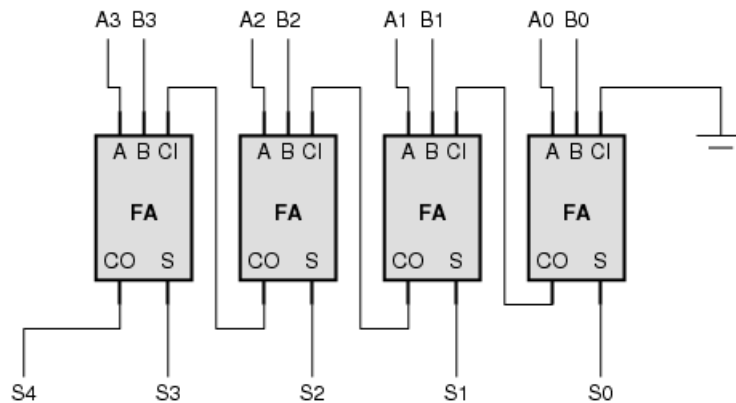 A3 B3 A2 B2 A1 B1 A0 B0
A B CI A B CI A B CI A B CI
FA FA FA FA
CO S CO S CO S CO S
S4 S3 S2 S1 S0